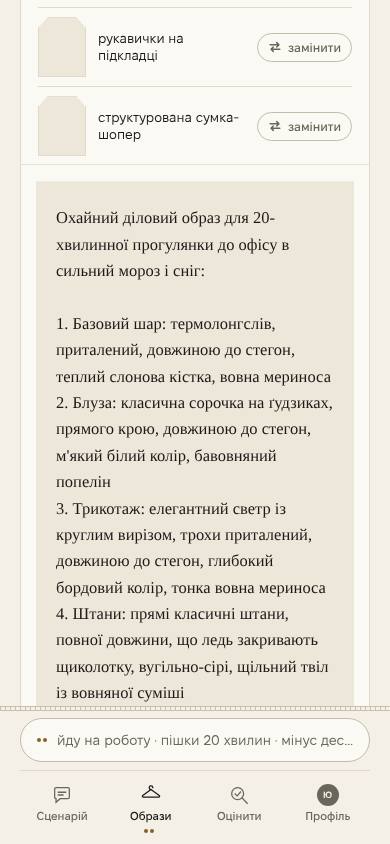 рукавички на
підкладці
замінити
структурована сумка-
шопер
замінити
Охайний діловий образ для 20-
хвилинної прогулянки до офісу в
сильний мороз і сніг:
1. Базовий шар: термолонгслів,
приталений, довжиною до стегон,
теплий слонова кістка, вовна мериноса
2. Блуза: класична сорочка на ґудзиках,
прямого крою, довжиною до стегон,
м'який білий колір, бавовняний
попелін
3. Трикотаж: елегантний светр із
круглим вирізом, трохи приталений,
довжиною до стегон, глибокий
бордовий колір, тонка вовна мериноса
4. Штани: прямі класичні штани,
повної довжини, що ледь закривають
щиколотку, вугільно-сірі, щільний твіл
із вовняної суміші
йду на роботу · пішки 20 хвилин · мінус дес...
Сценарій
Образи
Оцінити
Ю
Профіль